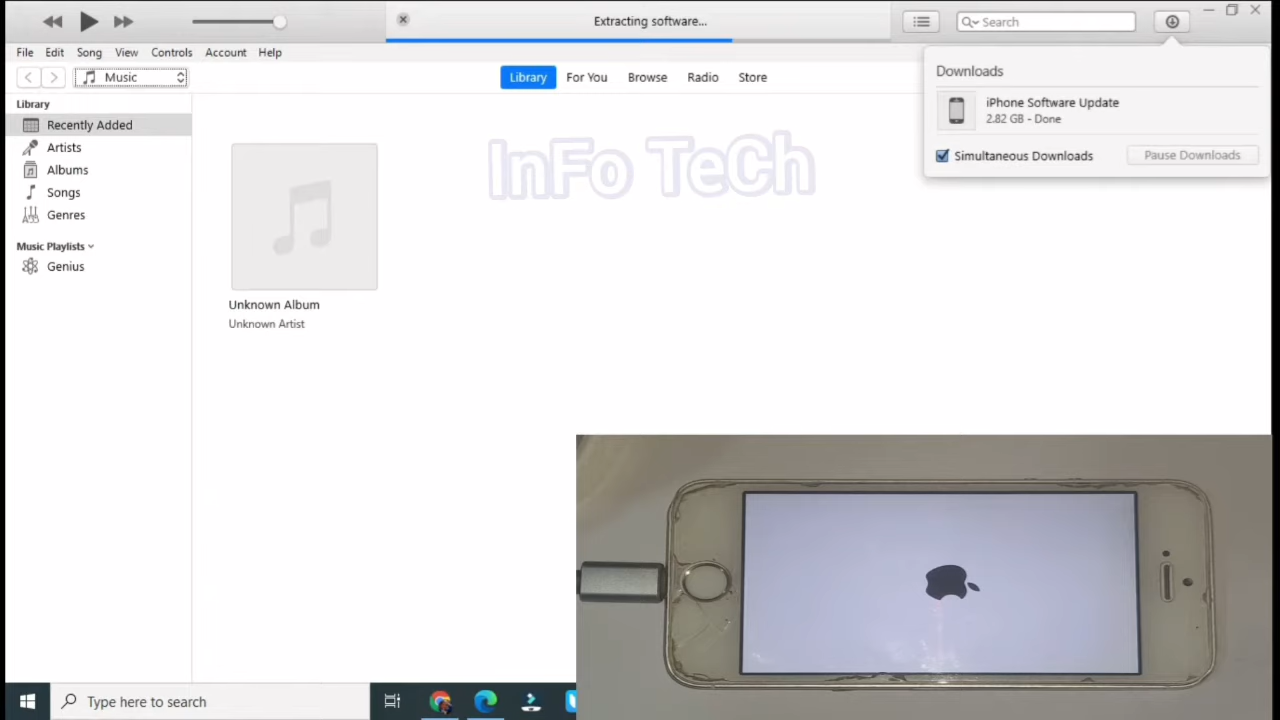 Extracting software...
Search
File Edit Song View Controls Account Help
Music
Library For You Browse Radio Store
Downloads
iPhone Software Update
2.82 GB - Done
Simultaneous Downloads
Pause Downloads
Library
Recently Added
Artists
Albums
Songs
Genres
Music Playlists
Genius
InFo TeCh
Unknown Album
Unknown Artist
Type here to search